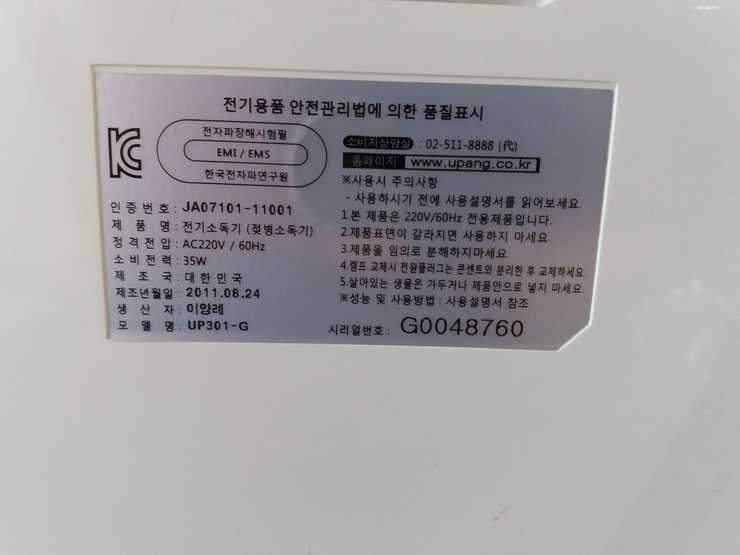 전기용품 안전관리법에 의한 품질표시
전자파장해시험필
EMI / EMS
한국전자파연구원
인 증 번 호 : JA07101-11001
제 품 명 : 전기소독기 (젖병소독기)
정 격 전 압 : AC220V / 60Hz
소 비 전 력 : 35W
제 조 국 : 대한민국
제조년월일 : 2011.08.24
생 산 자 : 이양례
모 델 명 : UP301-G
소비자상담실 : 02-511-8888 (代)
홈페이지 www.upang.co.kr
※사용시 주의사항
- 사용하시기 전에 사용설명서를 읽어보세요.
1.본 제품은 220V/60Hz 전용제품입니다.
2.제품표면이 갈라지면 사용하지 마세요.
3.제품을 임의로 분해하지마세요.
4.램프 교체시 전원플러그는 콘센트와 분리한 후 교체하세요.
5.살아있는 생물은 가두거나 제품안으로 넣지 마세요.
※성능 및 사용방법 : 사용설명서 참조
시리얼번호 : G0048760